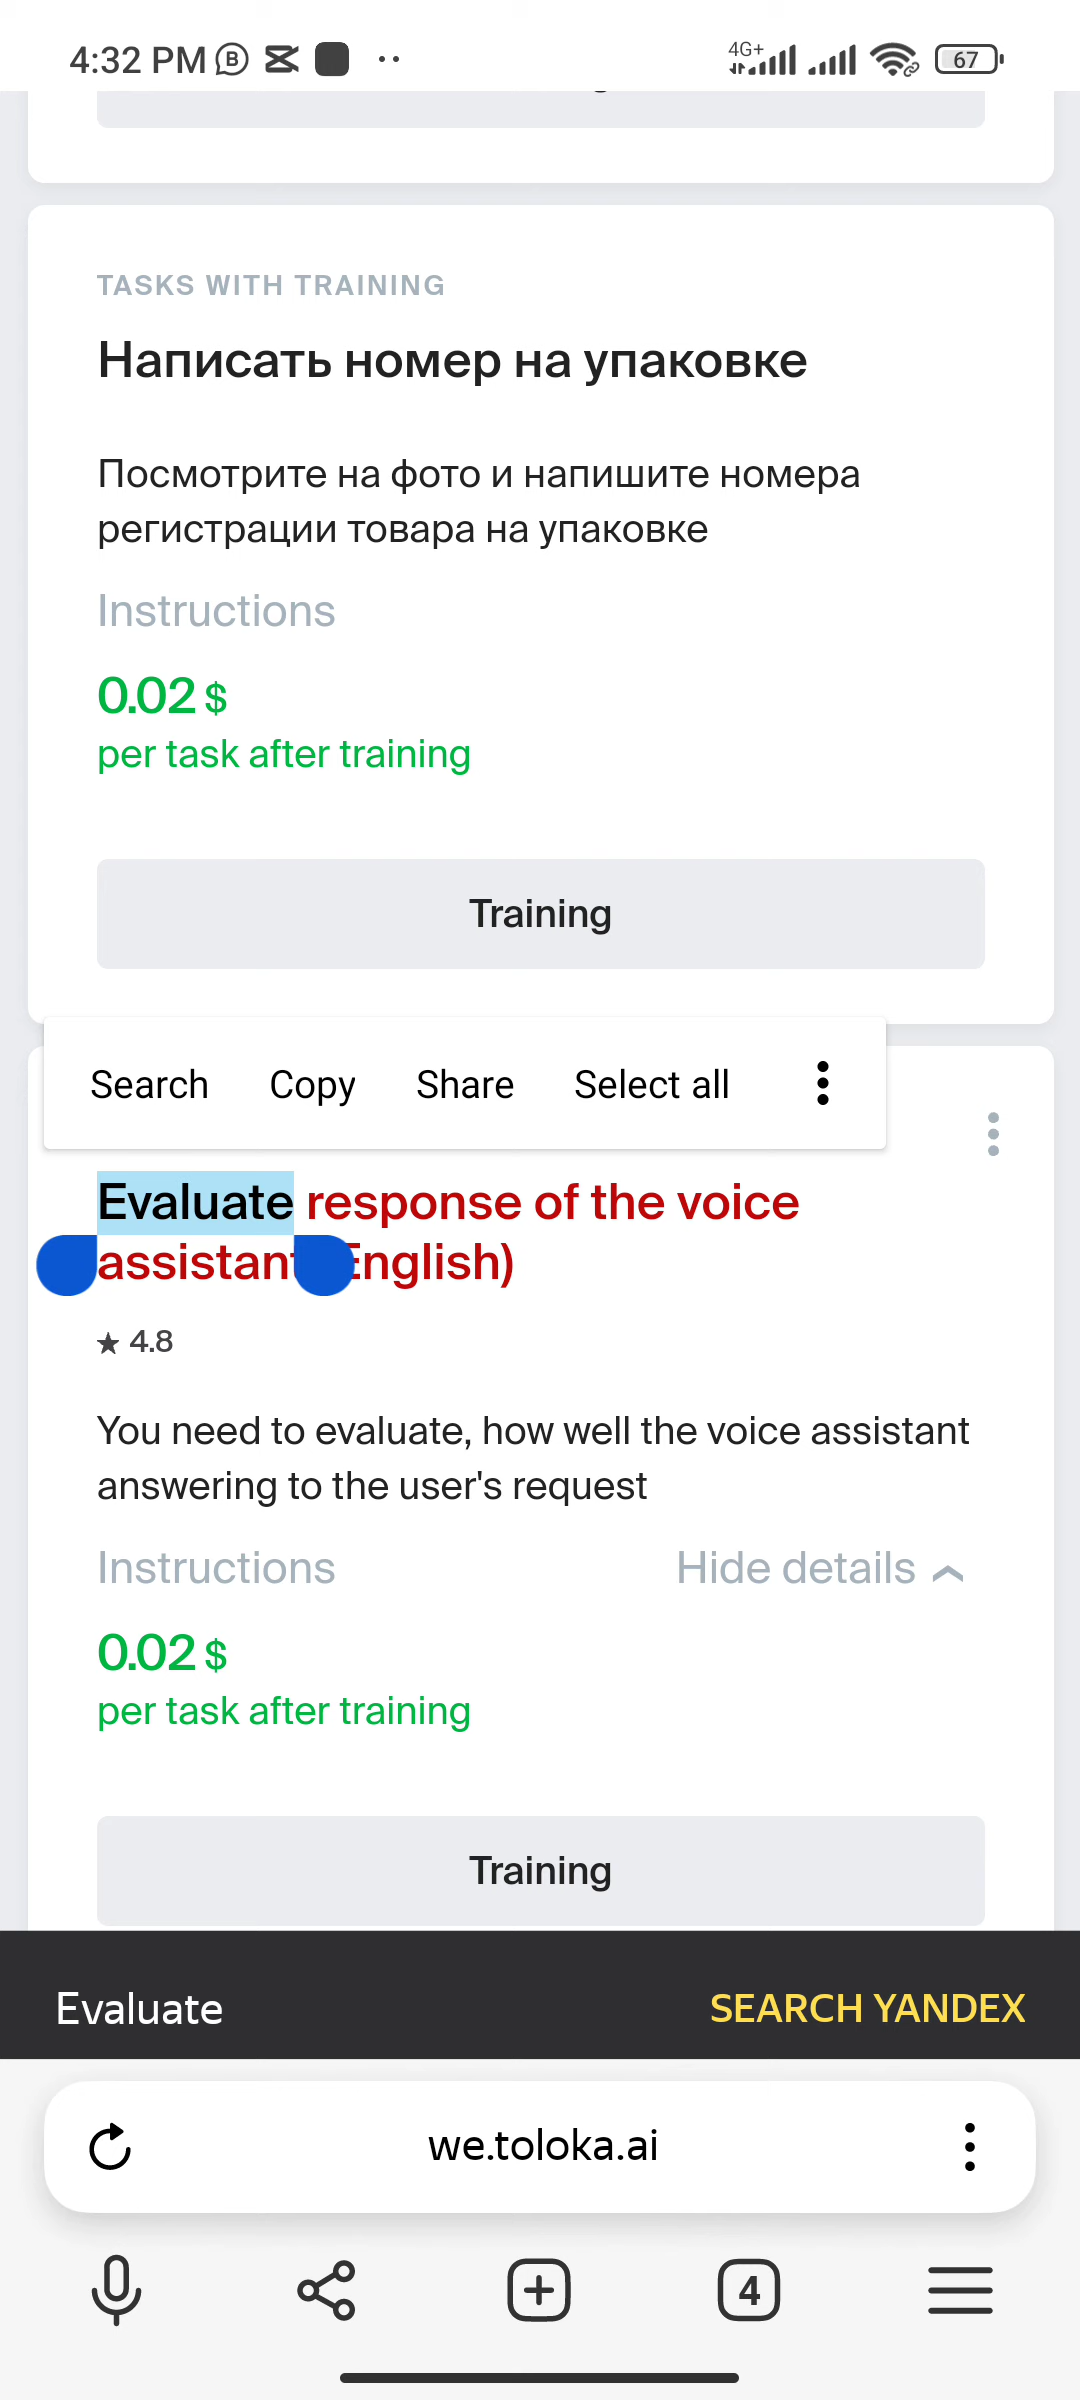 4:32 PM
4G+
67
TASKS WITH TRAINING
Написать номер на упаковке
Посмотрите на фото и напишите номера
регистрации товара на упаковке
Instructions
0.02 $
per task after training
Training
Search Copy Share Select all
Evaluate response of the voice
assistant English)
4.8
You need to evaluate, how well the voice assistant
answering to the user's request
Instructions Hide details
0.02 $
per task after training
Training
Evaluate SEARCH YANDEX
we.toloka.ai
4